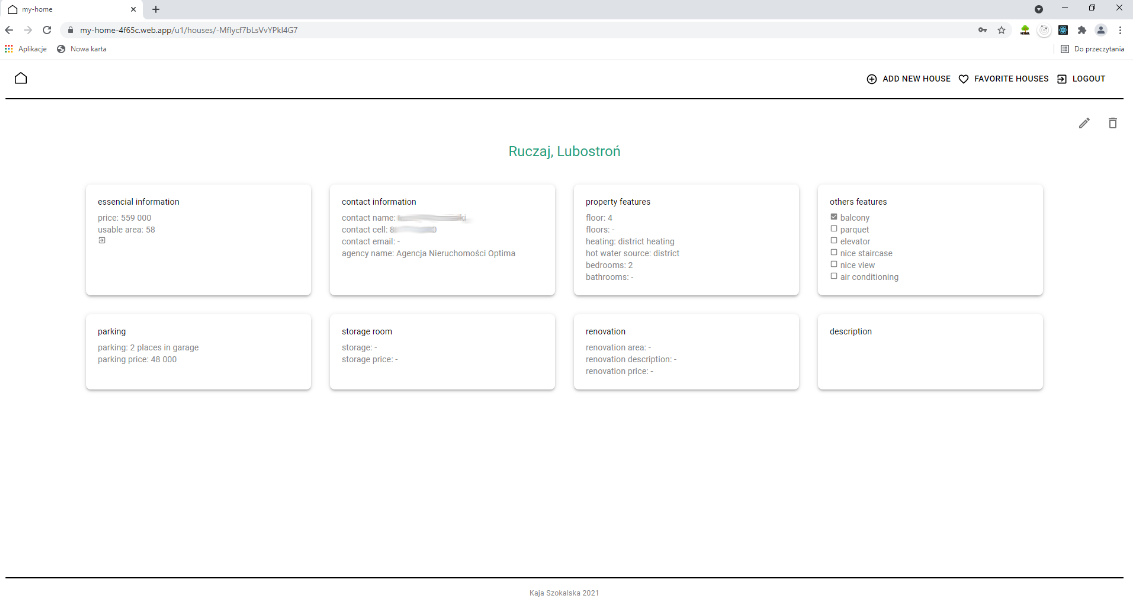 my-home
my-home-4f65c.web.app/u1/houses/-Mflycf7bLsVvYPkI4G7
Aplikacje
Nowa karta
Do przeczytania
ADD NEW HOUSE
FAVORITE HOUSES
LOGOUT
Ruczaj, Lubostroń
essencial information
price: 559 000
usable area: 58
contact information
contact name:
contact cell:
contact email: -
agency name: Agencja Nieruchomości Optima
property features
floor: 4
floors: -
heating: district heating
hot water source: district
bedrooms: 2
bathrooms: -
others features
balcony
parquet
elevator
nice staircase
nice view
air conditioning
parking
parking: 2 places in garage
parking price: 48 000
storage room
storage: -
storage price: -
renovation
renovation area: -
renovation description: -
renovation price: -
description
Kaja Szokalska 2021